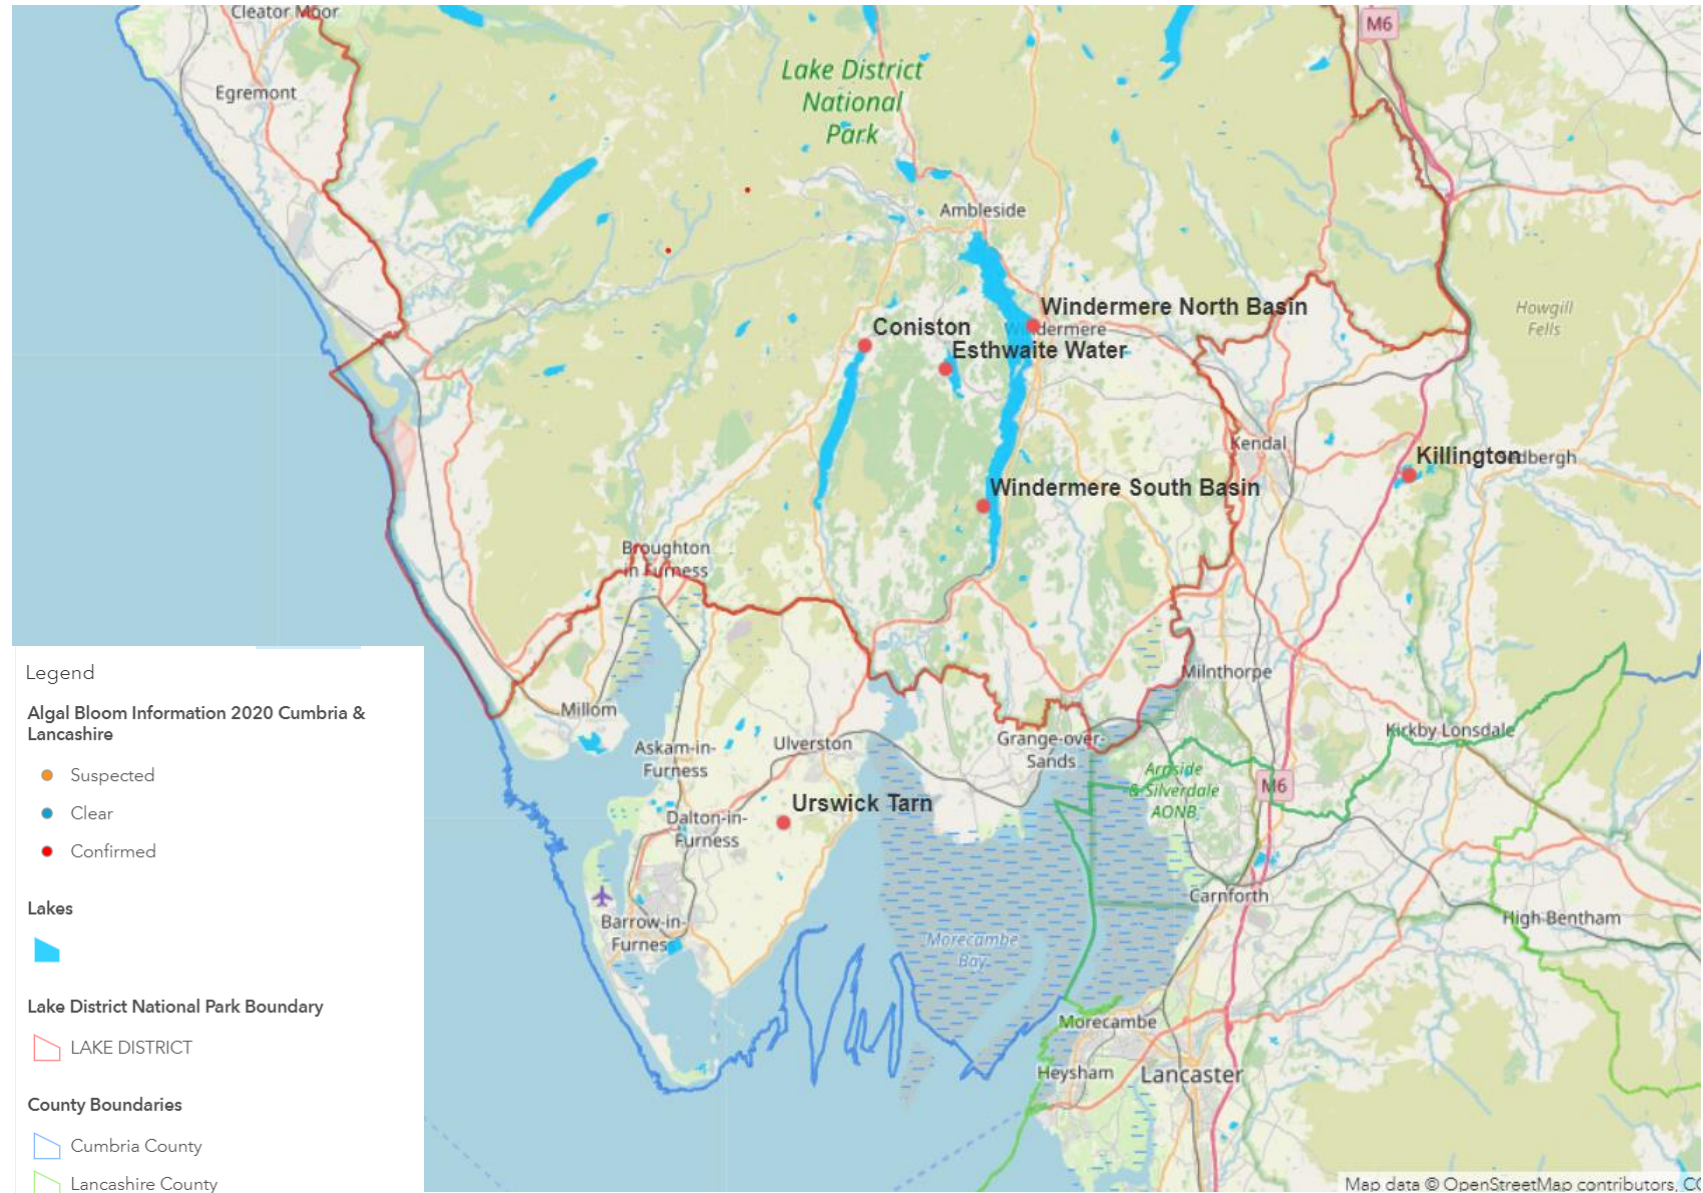 Cleator Moor
M6
Egremont
Lake District
National
Park
Ambleside
Windermere North Basin
Howgill
Fells
Coniston
Esthwaite Water
Kendal
Killington
Windermere South Basin
Broughton
in Furness
Milnthorpe
Legend
Algal Bloom Information 2020 Cumbria &
Lancashire
Suspected
Clear
Confirmed
Lakes
Lake District National Park Boundary
LAKE DISTRICT
County Boundaries
Cumbria County
Lancashire County
Millom
Askam-in-
Furness
Ulverston
Grange-over-
Sands
Kirkby Lonsdale
Arnside
& Silverdale
AONB
M6
Urswick Tarn
Dalton-in-
Furness
Carnforth
High Bentham
Barrow-in-
Furness
Morecambe
Bay
Morecambe
Heysham
Lancaster
Map data © OpenStreetMap contributors,